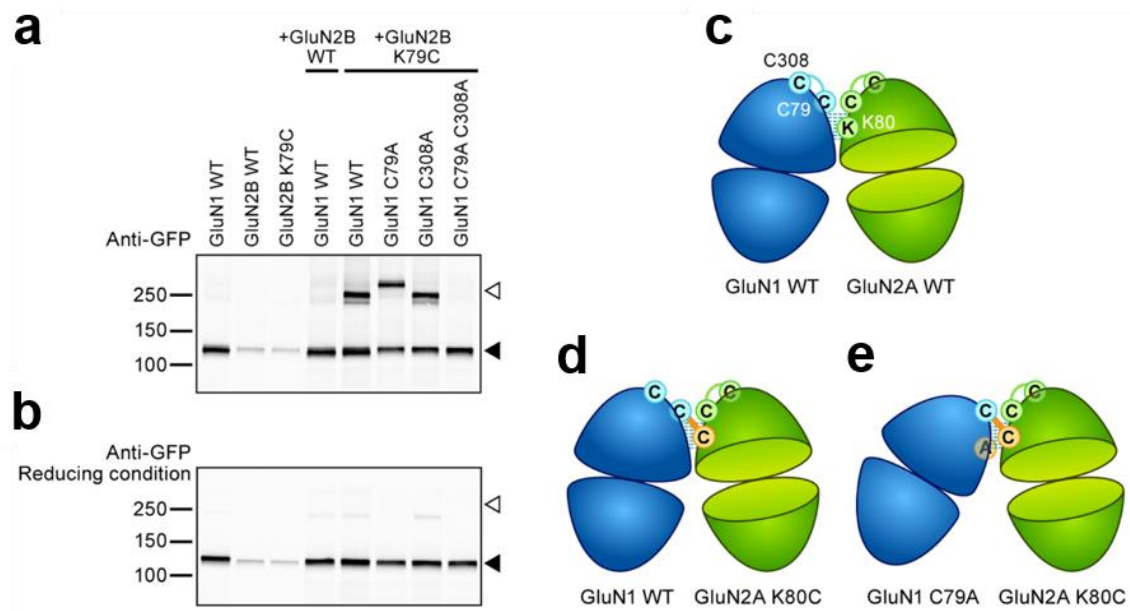 a
+GluN2B
WT
+GluN2B
K79C
GluN1 WT
GluN2B WT
GluN2B K79C
GluN1 WT
GluN1 WT
GluN1 C79A
GluN1 C308A
GluN1 C79A C308A
Anti-GFP
250
150
100
b
Anti-GFP
Reducing condition
250
150
100
c
C308
C
C
C
C
C79
K
K80
GluN1 WT
GluN2A WT
d
C
C
C
C
C
GluN1 WT
GluN2A K80C
e
C
C
C
C
A
GluN1 C79A
GluN2A K80C